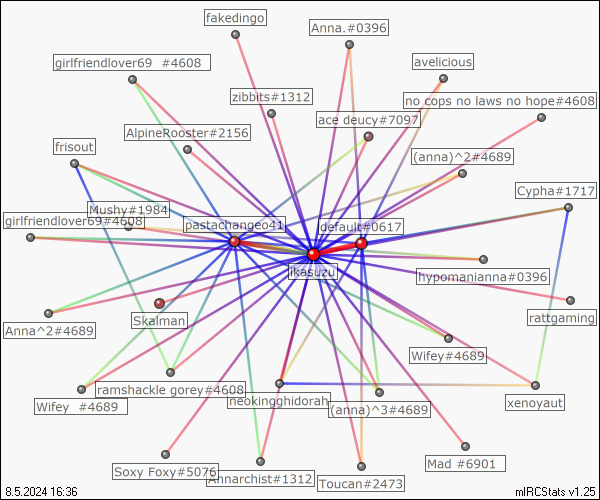 fakedingo
Anna.#0396
girlfriendlover69  #4608
avelicious
zibbits#1312
no cops no laws no hope#4608
ace deucy#7097
AlpineRooster#2156
frisout
(anna)^2#4689
Cypha#1717
Mushy#1984
girlfriendlover69#4608
pastachangeo41
default#0617
ikasuzu
hypomanianna#0396
Skalman
rattgaming
Anna^2#4689
Wifey#4689
ramshackle gorey#4608
neokingghidorah
xenoyaut
Wifey  #4689
(anna)^3#4689
Mad #6901
Soxy Foxy#5076
Annarchist#1312
Toucan#2473
8.5.2024 16:36
mIRCStats v1.25